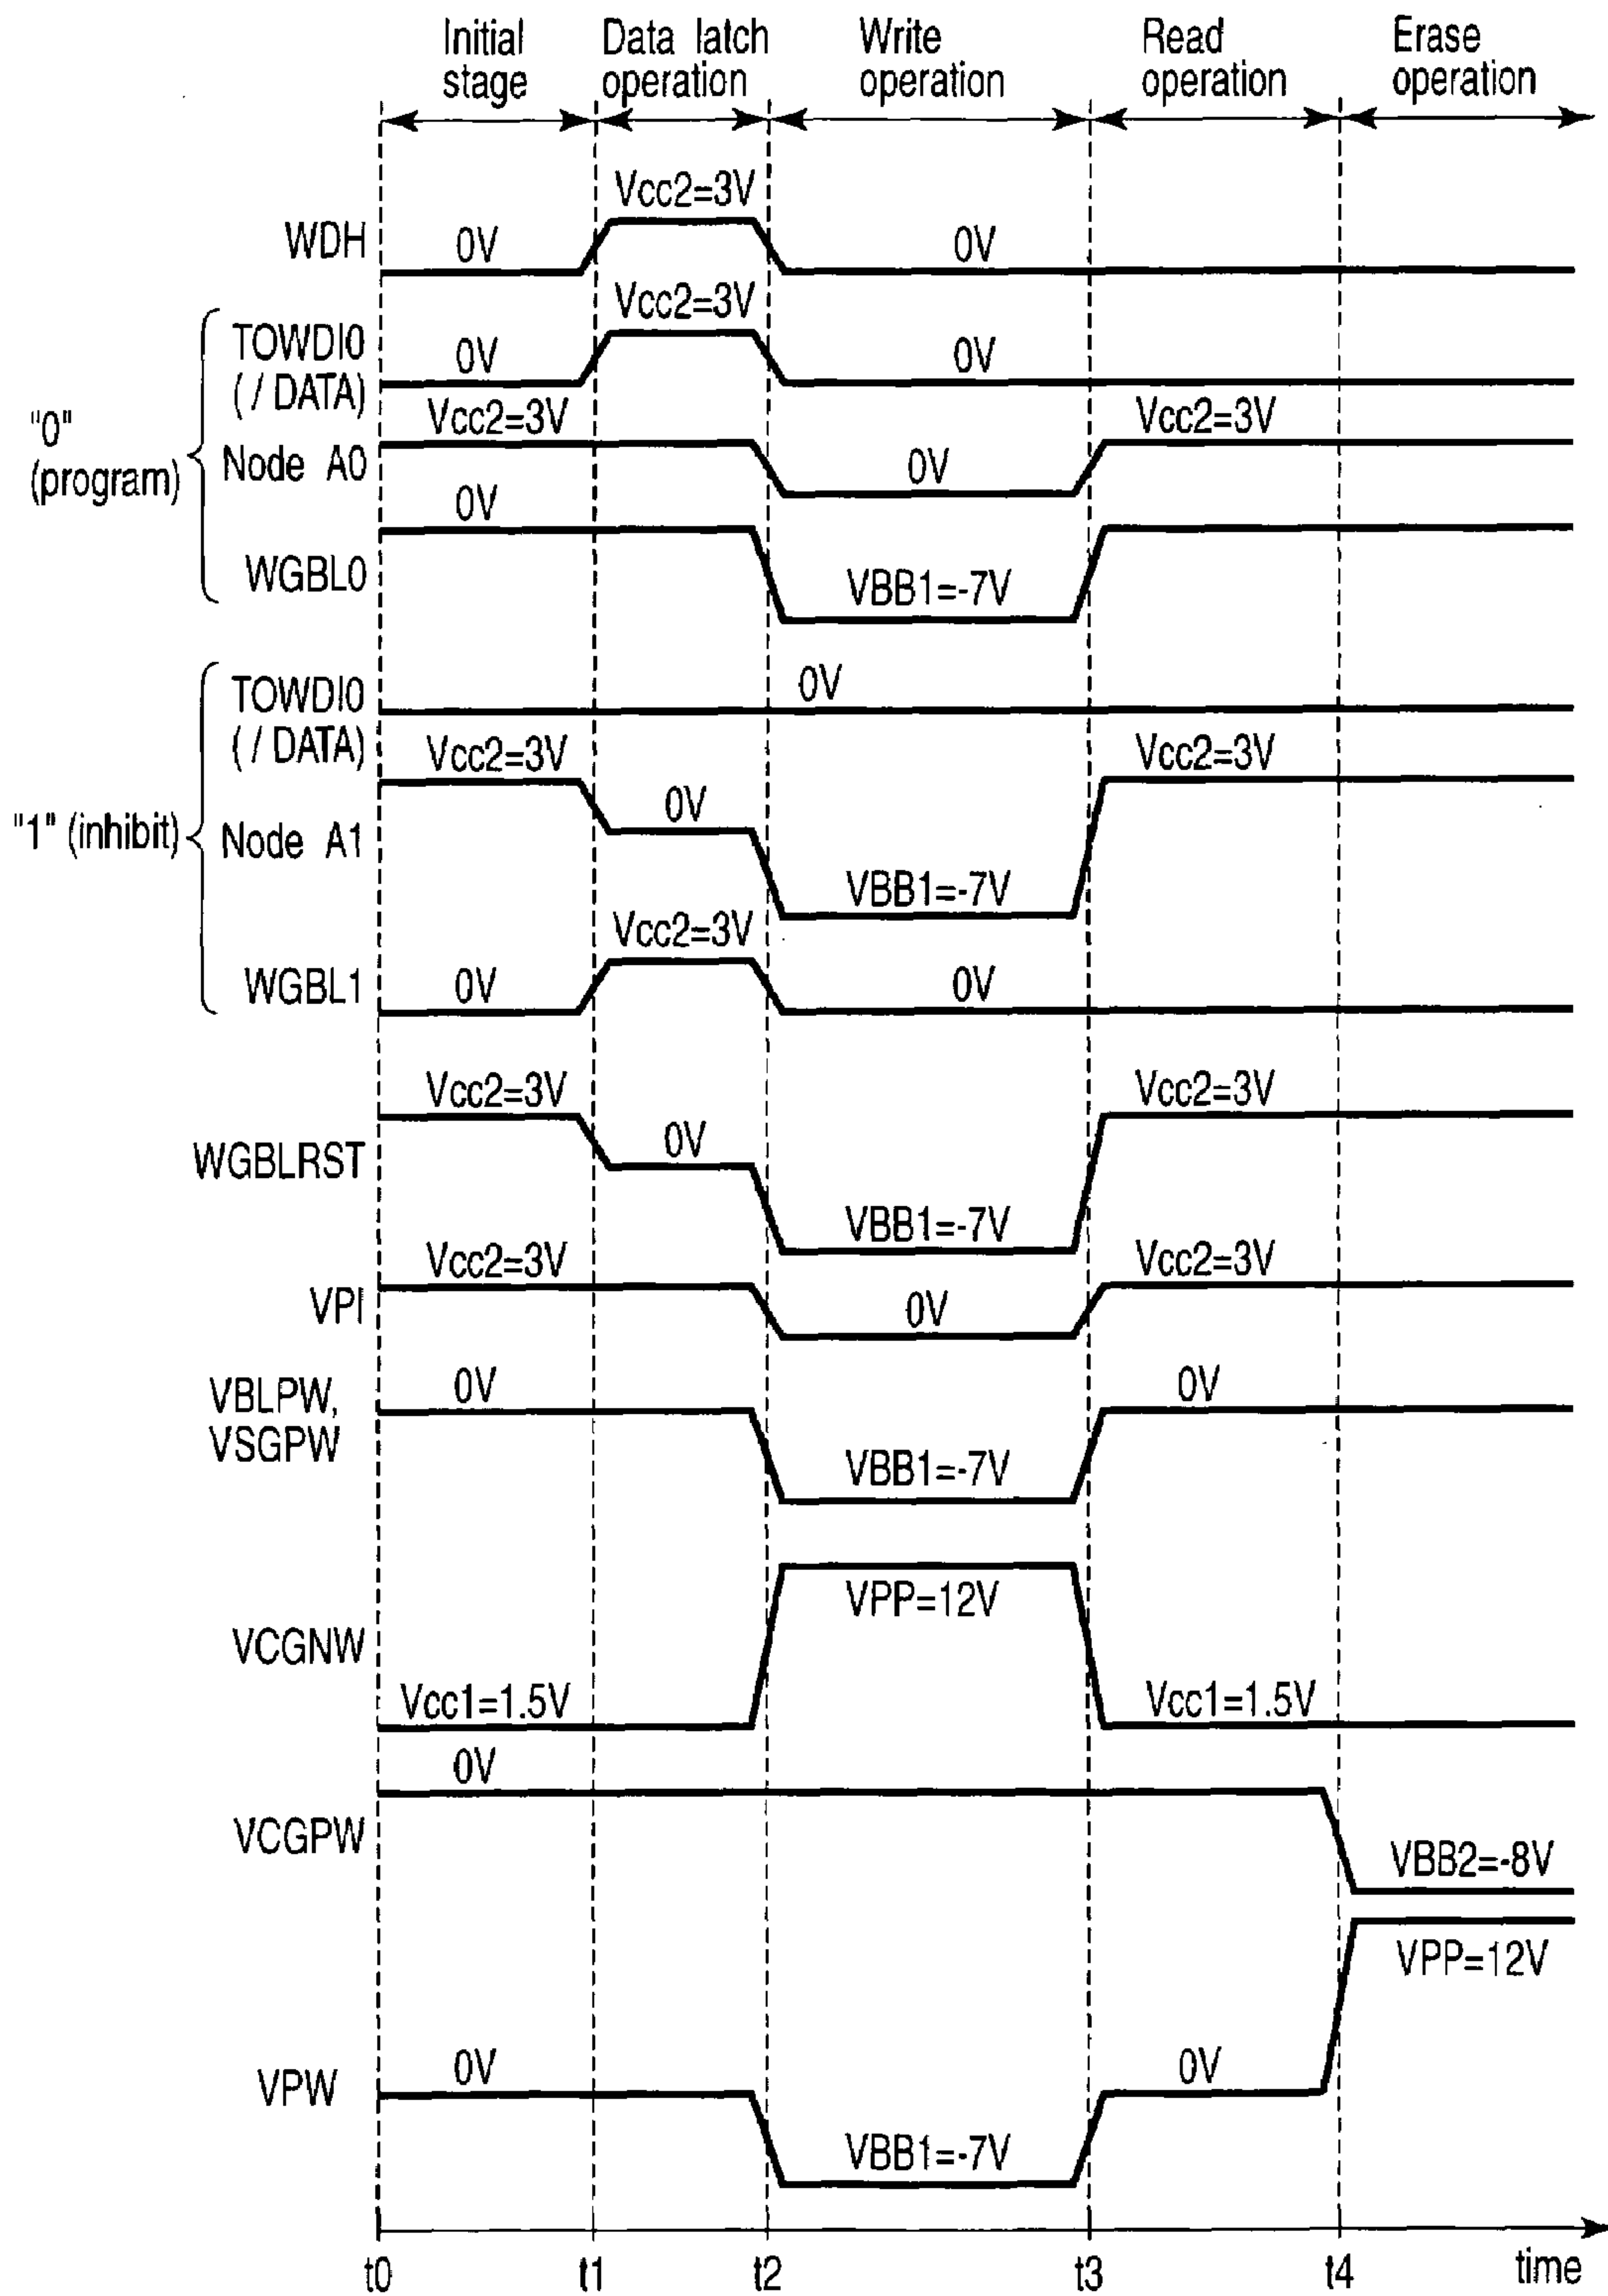 Initial
stage
Data latch
operation
Write
operation
Read
operation
Erase
operation
Vcc2=3V
WDH
0V
0V
Vcc2=3V
TOWDI0
(/DATA)
0V
0V
"0"
(program)
Vcc2=3V
Vcc2=3V
Node A0
0V
0V
WGBL0
VBB1=-7V
TOWDI0
(/DATA)
0V
"1" (inhibit)
Vcc2=3V
Vcc2=3V
Node A1
0V
VBB1=-7V
Vcc2=3V
WGBL1
0V
0V
Vcc2=3V
Vcc2=3V
WGBLRST
0V
VBB1=-7V
Vcc2=3V
Vcc2=3V
VPI
0V
VBLPW,
VSGPW
0V
0V
VBB1=-7V
VPP=12V
VCGNW
Vcc1=1.5V
Vcc1=1.5V
0V
VCGPW
VBB2=-8V
VPP=12V
VPW
0V
0V
VBB1=-7V
t0
t1
t2
t3
t4
time